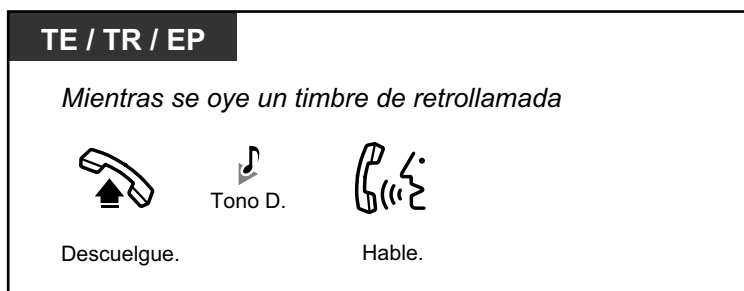 TE / TR / EP
Mientras se oye un timbre de retrollamada
Tono D.
Descuelgue.
Hable.